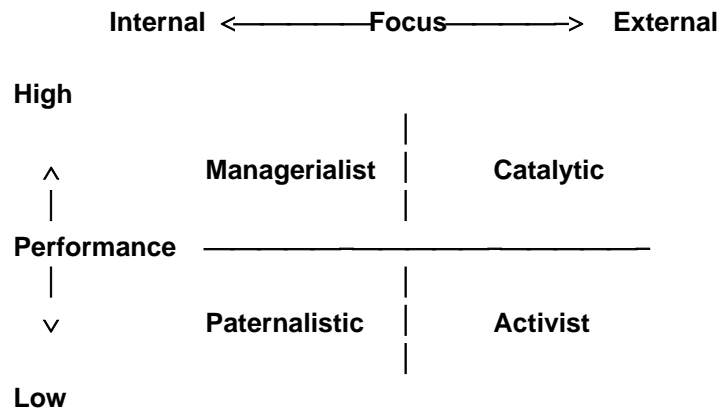 Internal <————Focus————> External
High
Managerialist Catalytic
Performance
Paternalistic Activist
Low